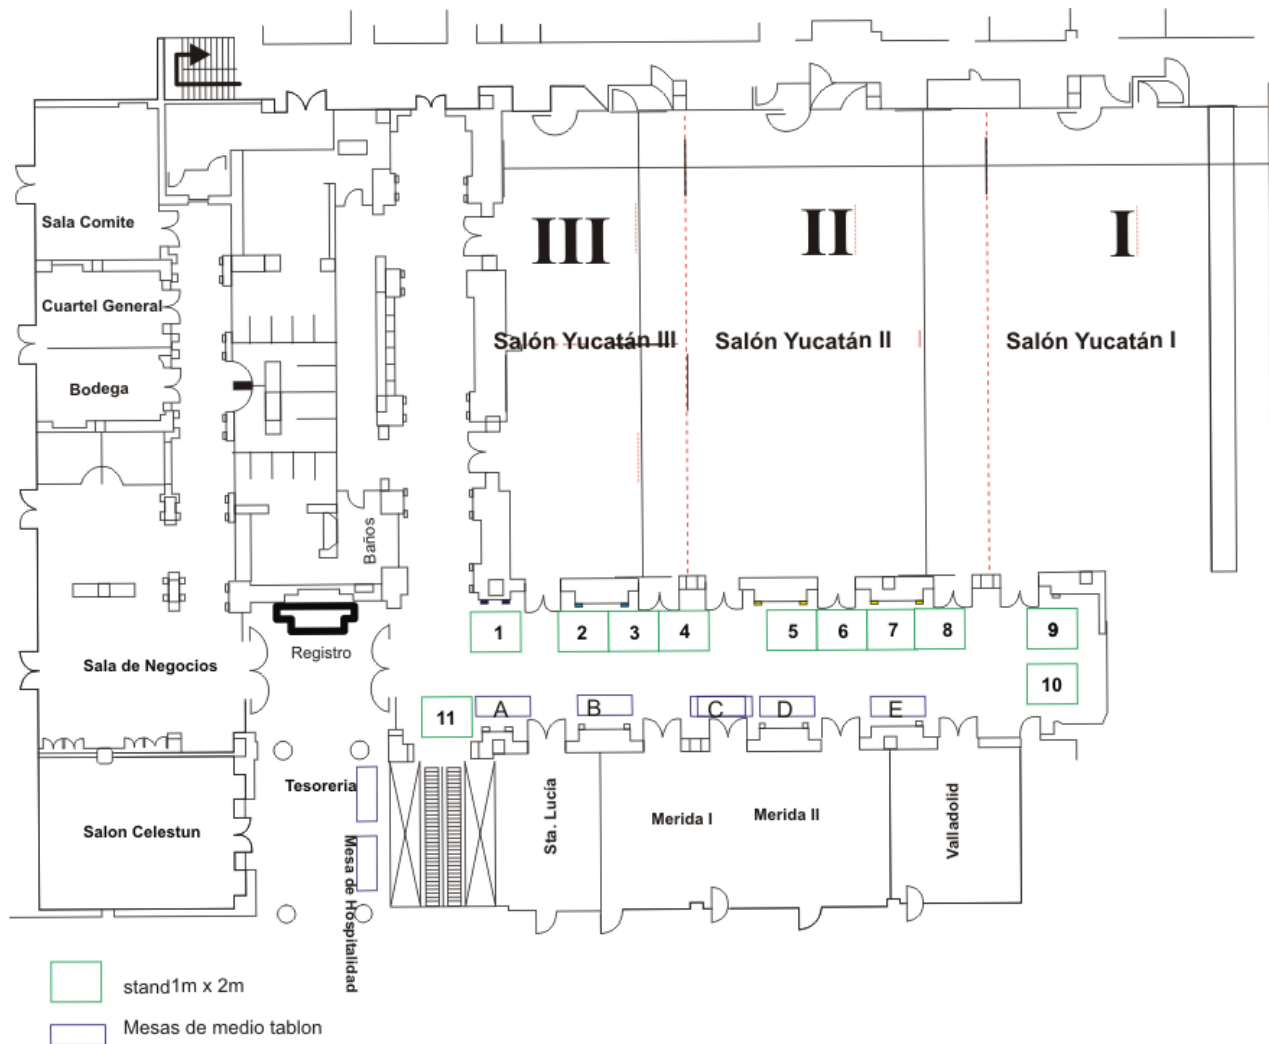 III
II
I
Sala Comite
Cuartel General
Bodega
Salón Yucatán III
Salón Yucatán II
Salón Yucatán I
Baños
Registro
Sala de Negocios
1
2
3
4
5
6
7
8
9
10
11
A
B
C
D
E
Tesoreria
Mesa de Hospitalidad
Salon Celestun
Sta. Lucía
Merida I
Merida II
Valladolid
stand1m x 2m
Mesas de medio tablon